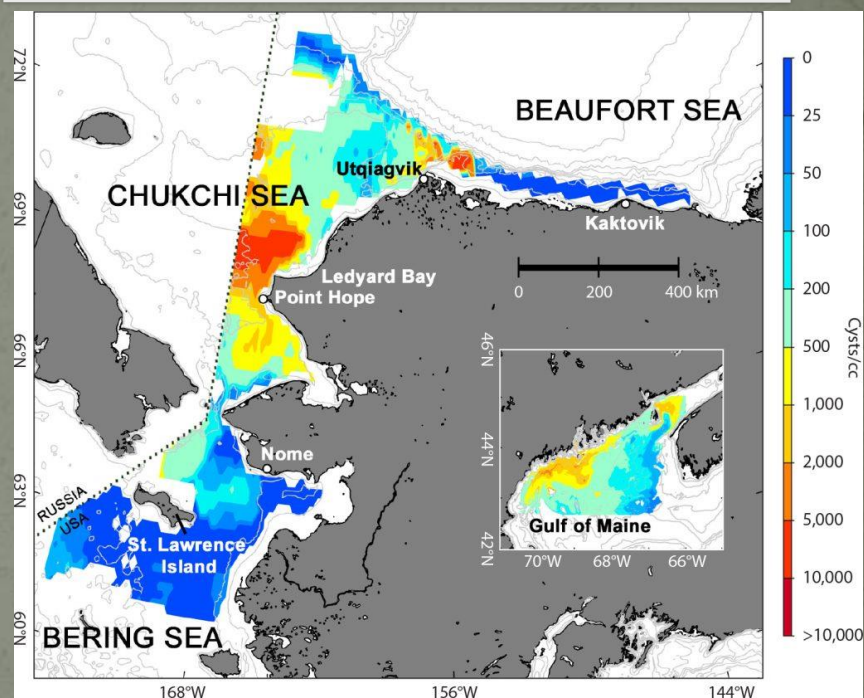 72°N
69°N
66°N
63°N
60°N
168°W
156°W
144°W
BEAUFORT SEA
CHUKCHI SEA
BERING SEA
Utqiagvik
Kaktovik
Ledyard Bay
Point Hope
Nome
St. Lawrence
Island
RUSSIA
USA
0
200
400 km
46°N
44°N
42°N
70°W
68°W
66°W
Gulf of Maine
0
25
50
100
200
500
1,000
2,000
5,000
10,000
>10,000
Cysts/cc